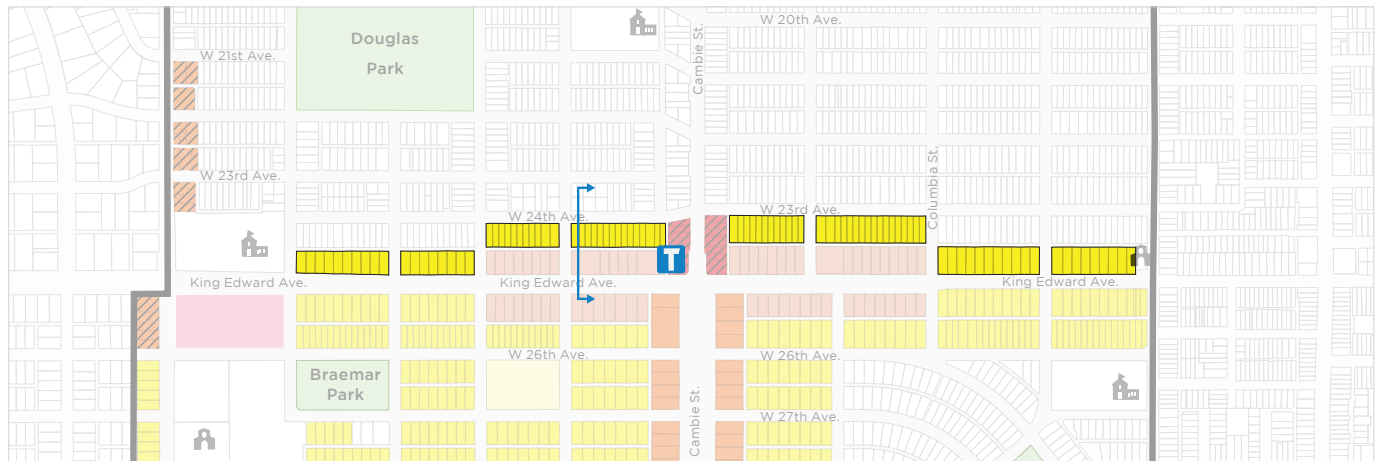 W 20th Ave.
Cambie St.
Douglas
Park
W 21st Ave.
W 23rd Ave.
Columbia St.
W 24th Ave.
W 23rd Ave.
T
King Edward Ave.
King Edward Ave.
King Edward Ave.
W 26th Ave.
W 26th Ave.
Braemar
Park
Cambie St.
W 27th Ave.